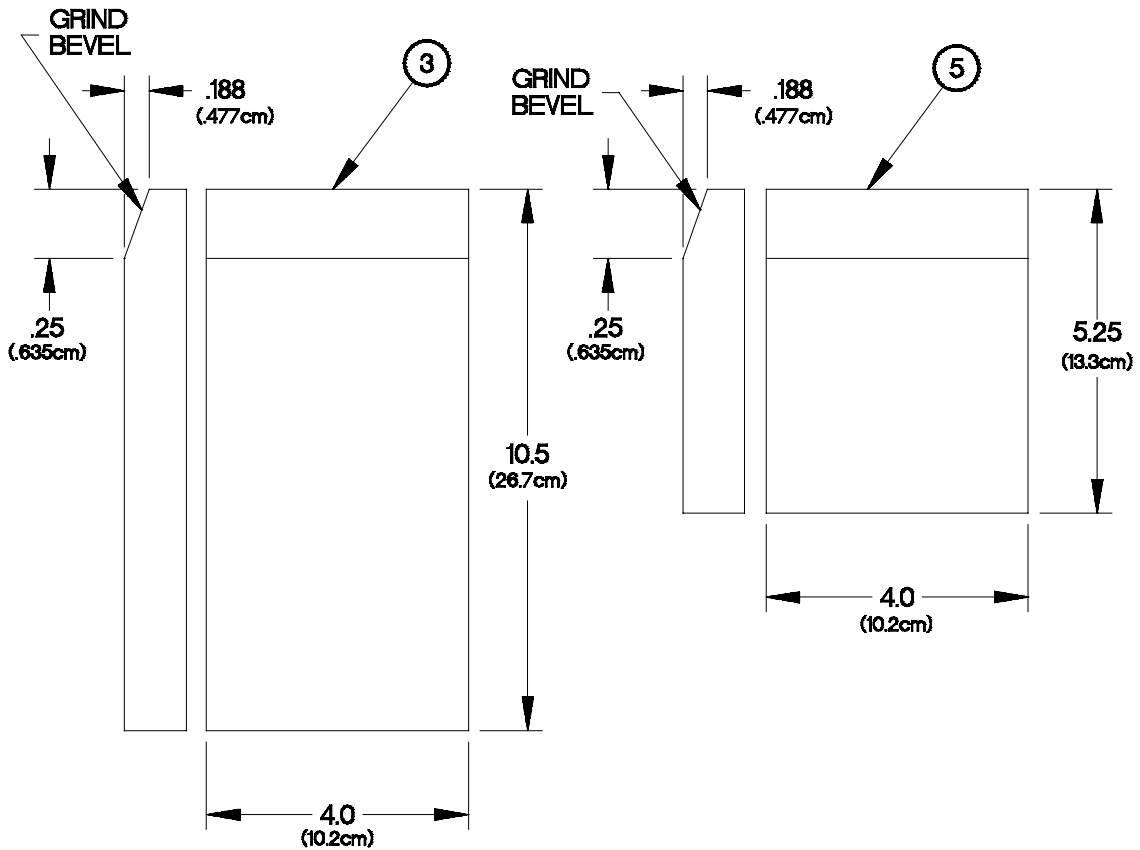 GRIND
BEVEL
.188
(.477cm)
3
.25
(.635cm)
10.5
(26.7cm)
4.0
(10.2cm)
GRIND
BEVEL
.188
(.477cm)
5
.25
(.635cm)
5.25
(13.3cm)
4.0
(10.2cm)